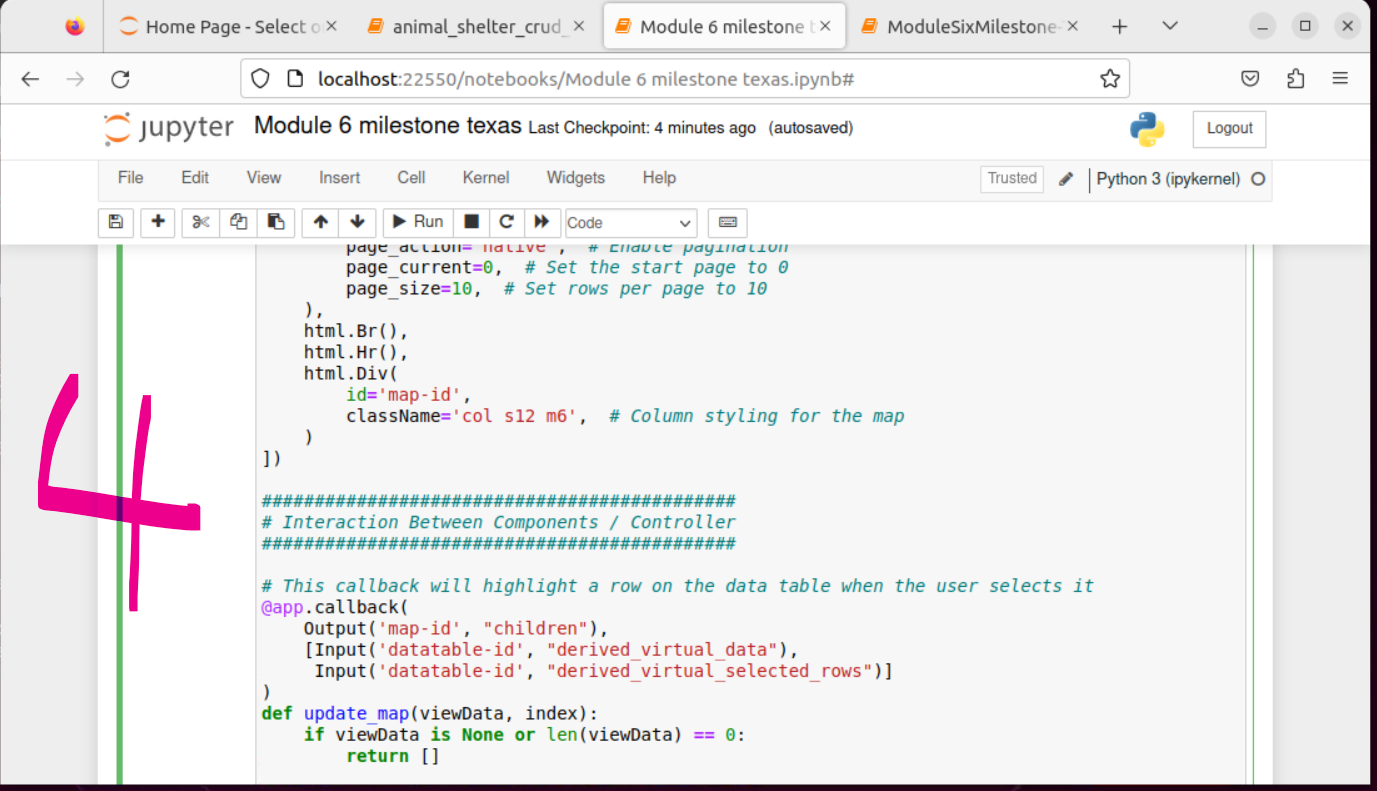 Home Page - Select o
animal_shelter_crud_
Module 6 milestone t
ModuleSixMilestone-
localhost:22550/notebooks/Module 6 milestone texas.ipynb#
jupyter Module 6 milestone texas Last Checkpoint: 4 minutes ago (autosaved)
Logout
File Edit View Insert Cell Kernel Widgets Help
Trusted
Python 3 (ipykernel)
Run
Code
page_action='native', # Enable pagination
page_current=0, # Set the start page to 0
page_size=10, # Set rows per page to 10
),
html.Br(),
html.Hr(),
html.Div(
id='map-id',
className='col s12 m6', # Column styling for the map
)
])
4
#############################################
# Interaction Between Components / Controller
#############################################
# This callback will highlight a row on the data table when the user selects it
@app.callback(
Output('map-id', "children"),
[Input('datatable-id', "derived_virtual_data"),
Input('datatable-id', "derived_virtual_selected_rows")]
)
def update_map(viewData, index):
if viewData is None or len(viewData) == 0:
return []